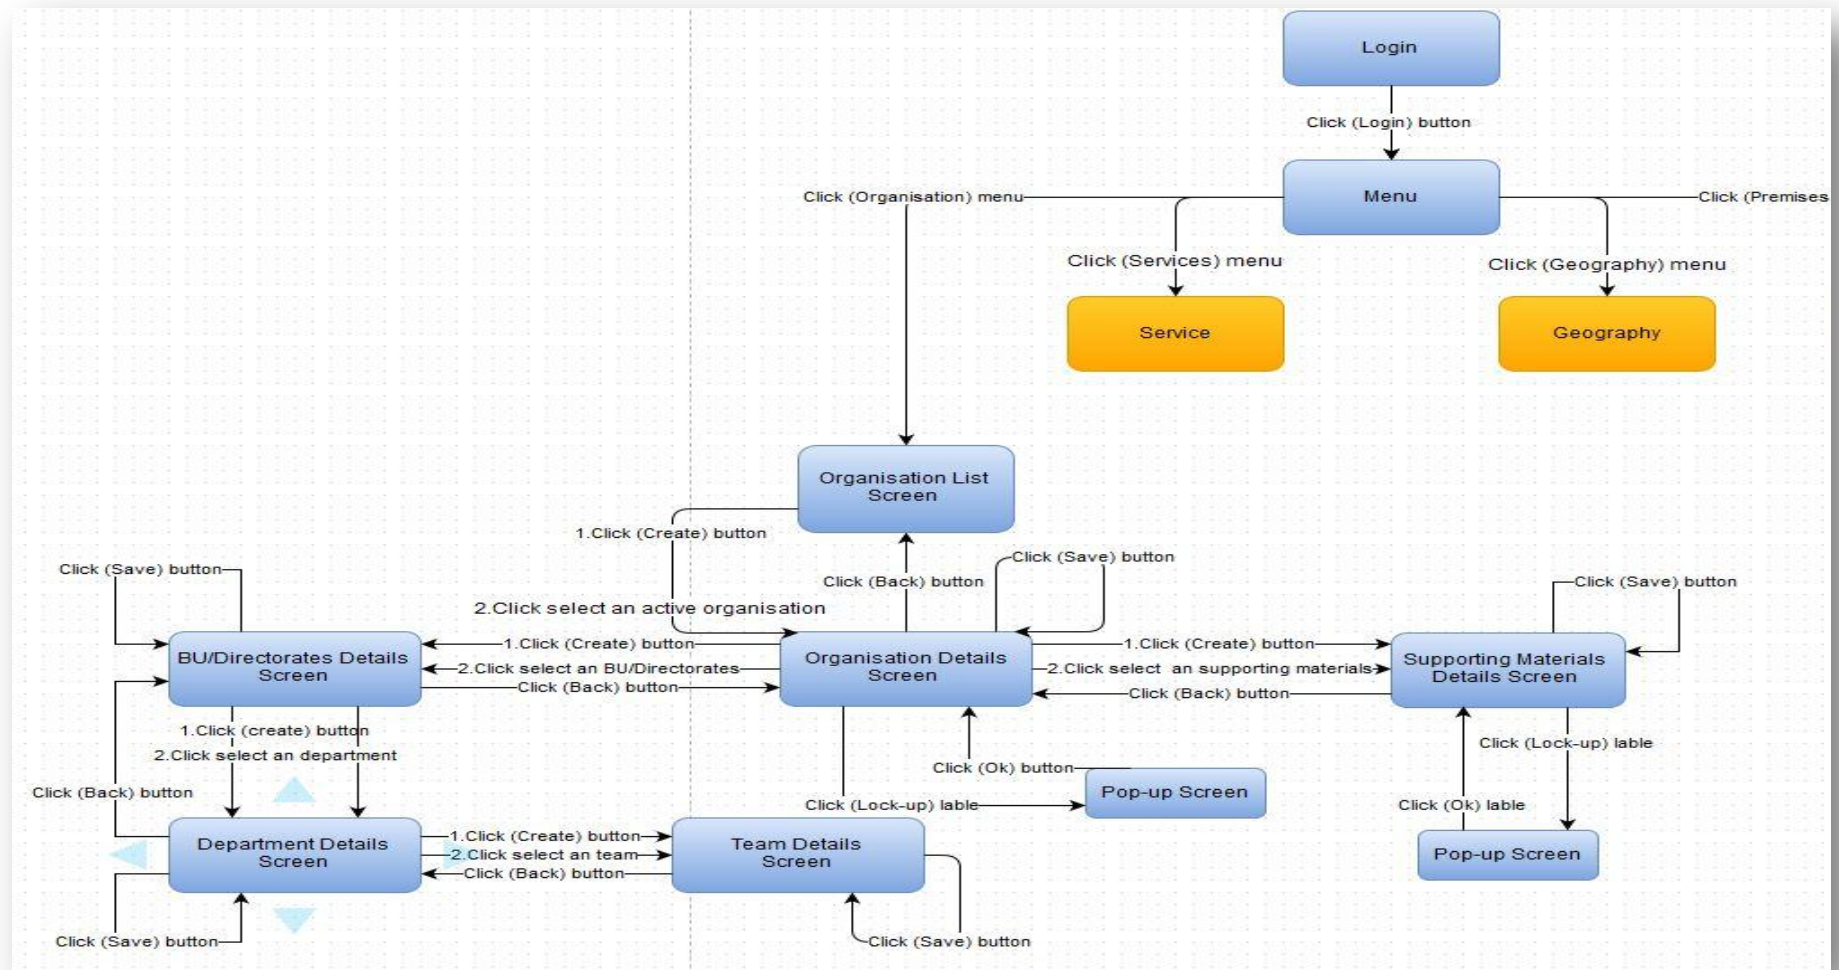 Login
Click (Login) button
Menu
Click (Organisation) menu
Click (Premises
Click (Services) menu
Click (Geography) menu
Service
Geography
Organisation List
Screen
1.Click (Create) button
Click (Save) button
Click (Back) button
Click (Save) button
Click (Save) button
2.Click select an active organisation
1.Click (Create) button
1.Click (Create) button
BU/Directorates Details
Screen
2.Click select an BU/Directorates
Click (Back) button
Organisation Details
Screen
2.Click select an supporting materials
Click (Back) button
Supporting Materials
Details Screen
1.Click (create) button
2.Click select an department
Click (Lock-up) lable
Click (Ok) button
Click (Back) button
Pop-up Screen
Click (Lock-up) lable
Click (Ok) lable
Department Details
Screen
1.Click (Create) button
2.Click select an team
Click (Back) button
Team Details
Screen
Pop-up Screen
Click (Save) button
Click (Save) button